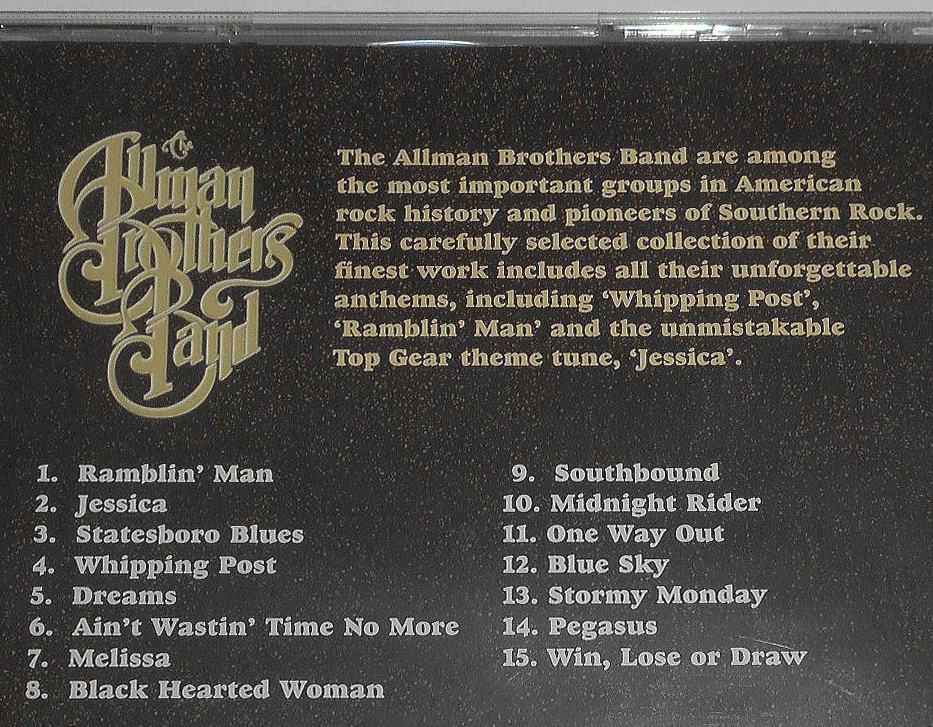 The
Allman
Brothers
Band
The Allman Brothers Band are among
the most important groups in American
rock history and pioneers of Southern Rock.
This carefully selected collection of their
finest work includes all their unforgettable
anthems, including ‘Whipping Post’,
‘Ramblin’ Man’ and the unmistakable
Top Gear theme tune, ‘Jessica’.
1. Ramblin’ Man
2. Jessica
3. Statesboro Blues
4. Whipping Post
5. Dreams
6. Ain’t Wastin’ Time No More
7. Melissa
8. Black Hearted Woman
9. Southbound
10. Midnight Rider
11. One Way Out
12. Blue Sky
13. Stormy Monday
14. Pegasus
15. Win, Lose or Draw